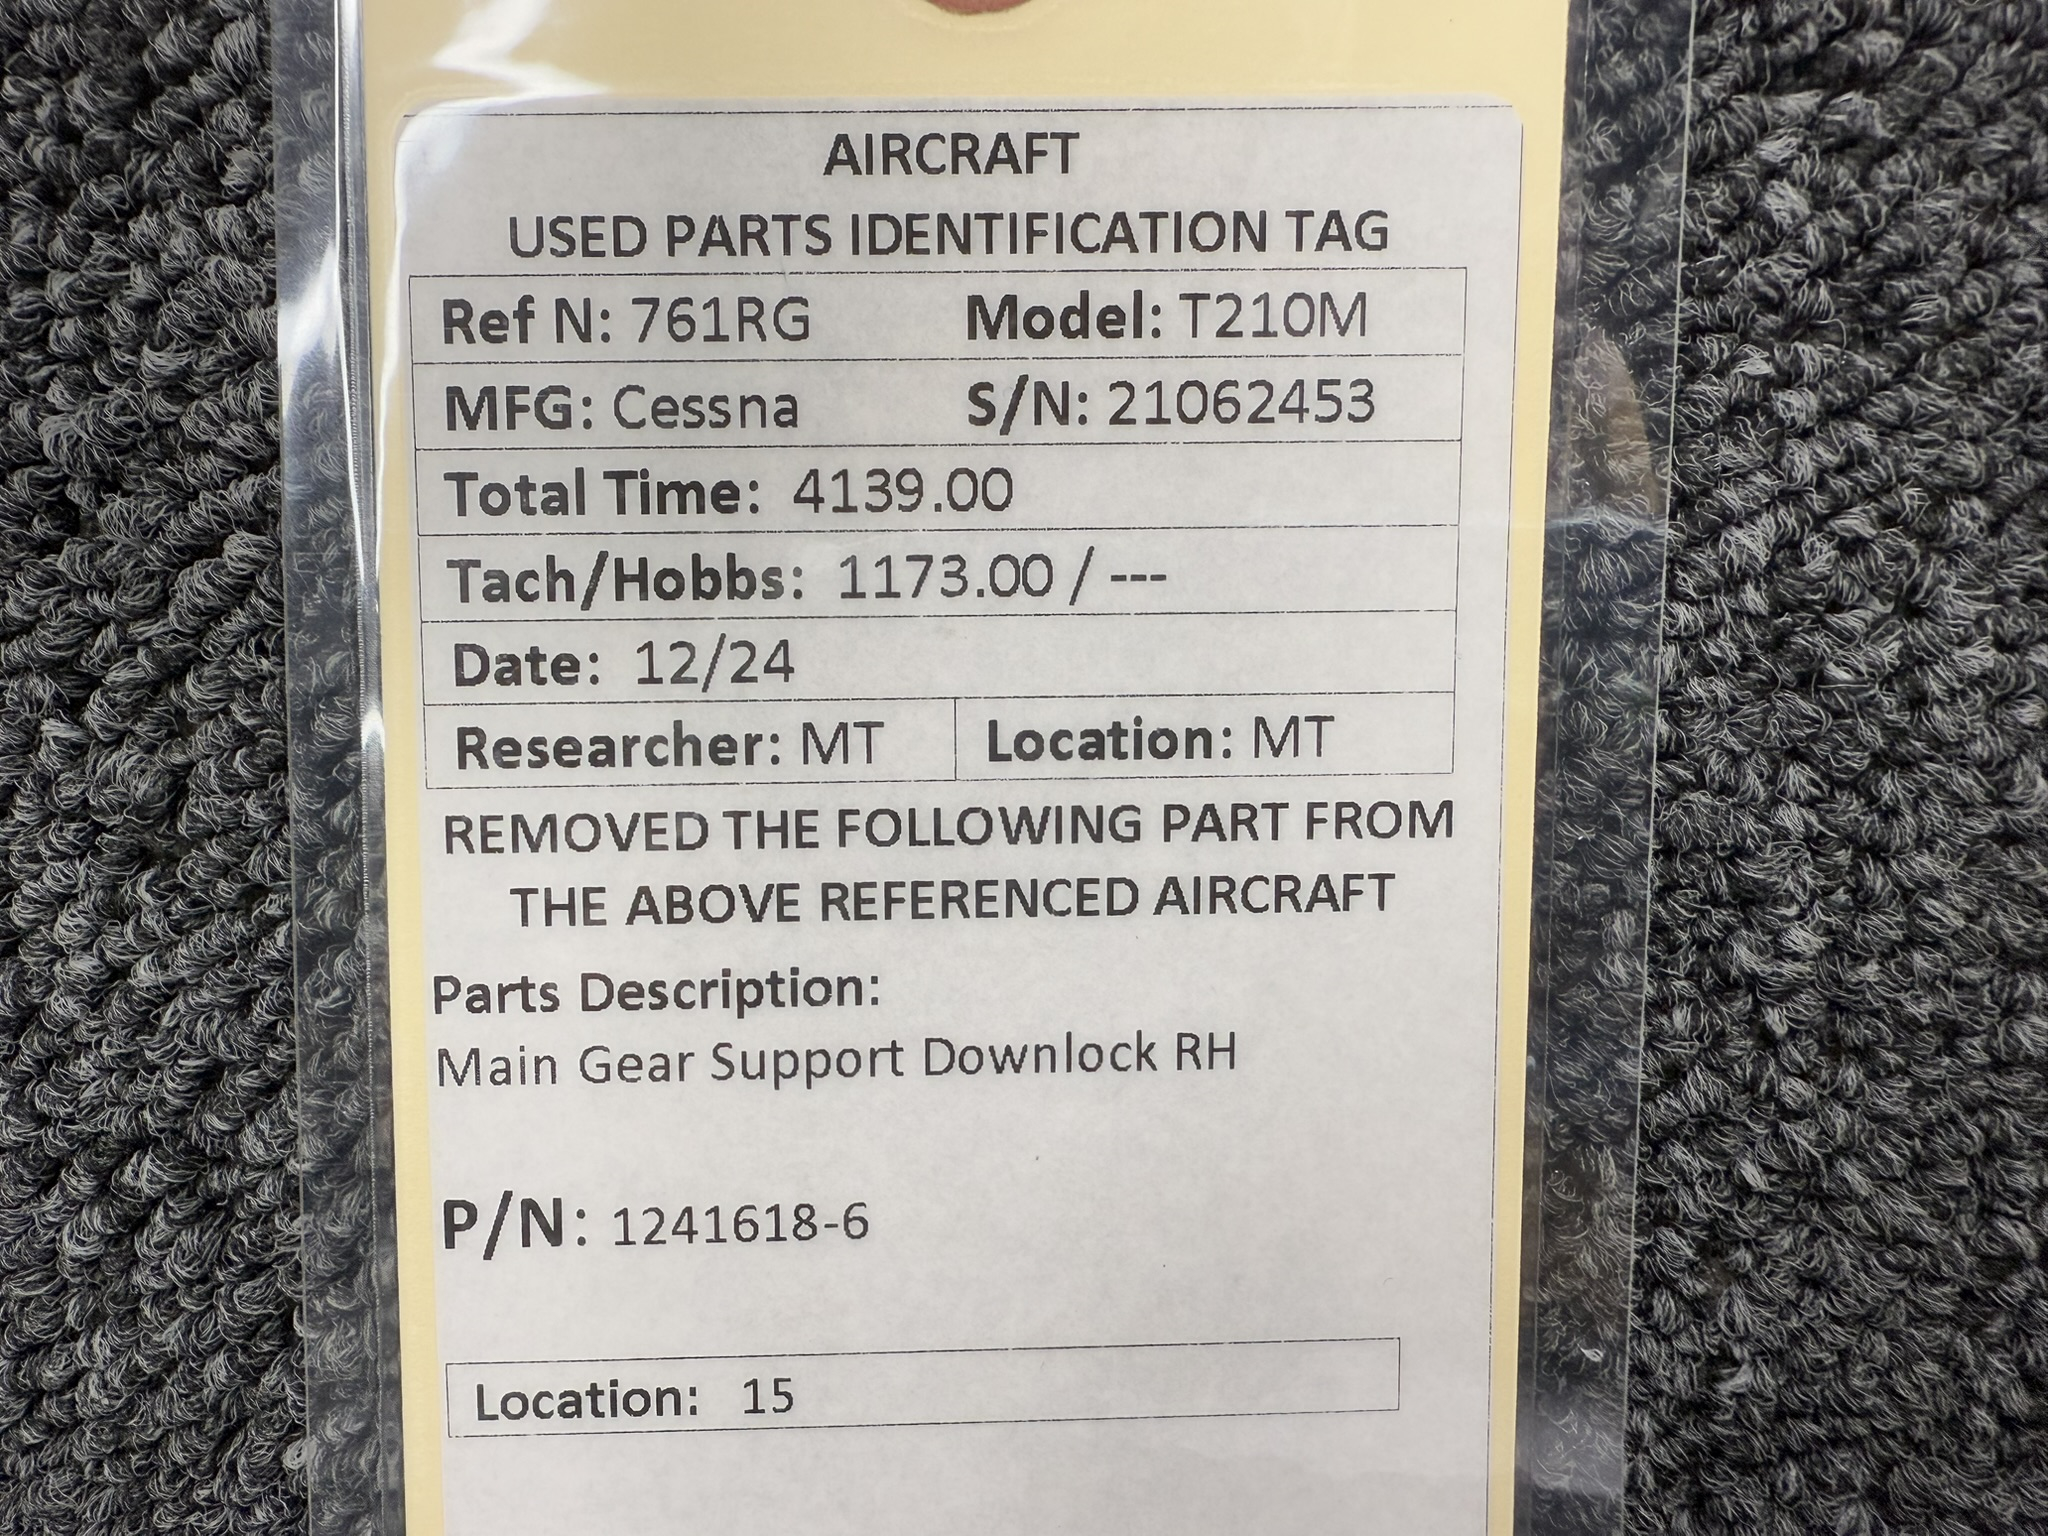 AIRCRAFT
USED PARTS IDENTIFICATION TAG
Ref N: 761RG Model: T210M
MFG: Cessna S/N: 21062453
Total Time: 4139.00
Tach/Hobbs: 1173.00 / ---
Date: 12/24
Researcher: MT Location: MT
REMOVED THE FOLLOWING PART FROM
THE ABOVE REFERENCED AIRCRAFT
Parts Description:
Main Gear Support Downlock RH
P/N: 1241618-6
Location: 15